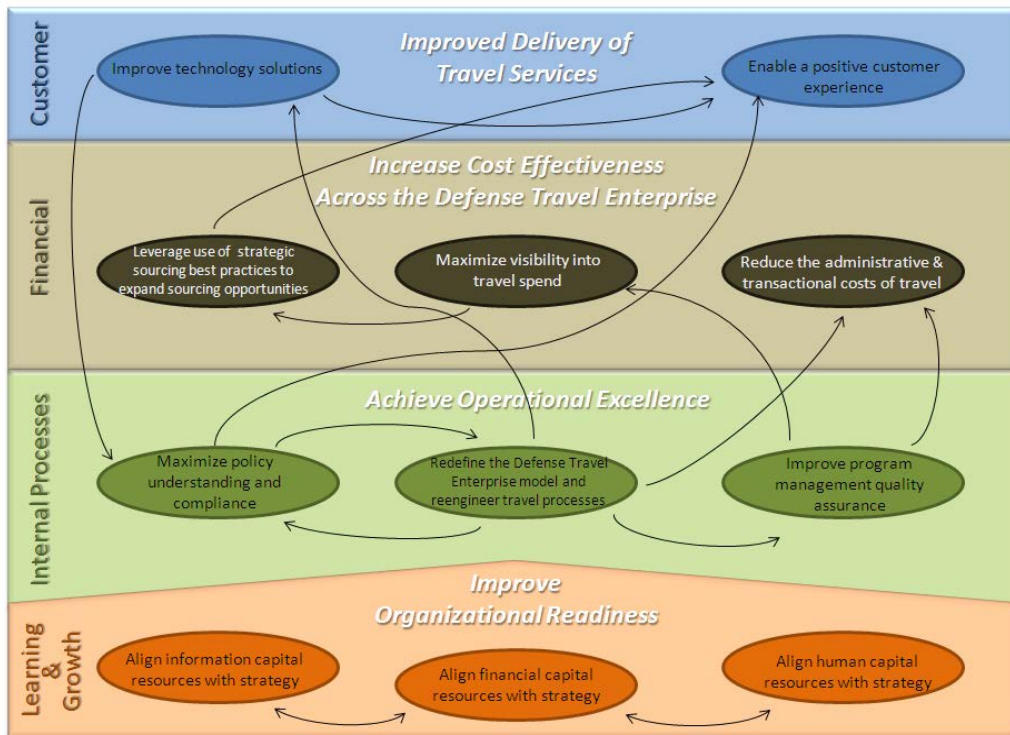 Customer
Improved Delivery of
Travel Services
Improve technology solutions
Enable a positive customer
experience
Financial
Increase Cost Effectiveness
Across the Defense Travel Enterprise
Leverage use of strategic
sourcing best practices to
expand sourcing opportunities
Maximize visibility into
travel spend
Reduce the administrative &
transactional costs of travel
Internal Processes
Achieve Operational Excellence
Maximize policy
understanding and
compliance
Redefine the Defense Travel
Enterprise model and
reengineer travel processes
Improve program
management quality
assurance
Learning
&
Growth
Improve
Organizational Readiness
Align information capital
resources with strategy
Align financial capital
resources with strategy
Align human capital
resources with strategy